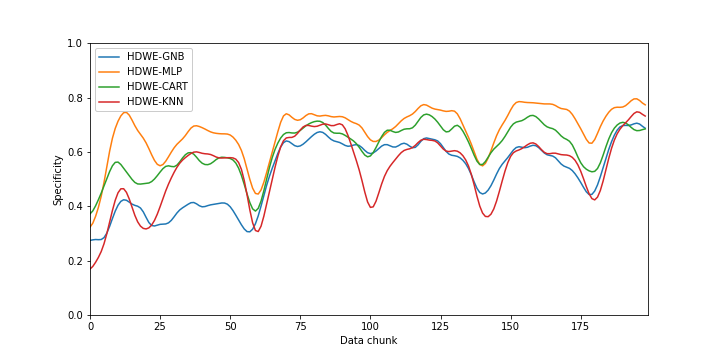 1.0
0.8
0.6
0.4
0.2
0.0
Specificity
HDWE-GNB
HDWE-MLP
HDWE-CART
HDWE-KNN
0 25 50 75 100 125 150 175
Data chunk